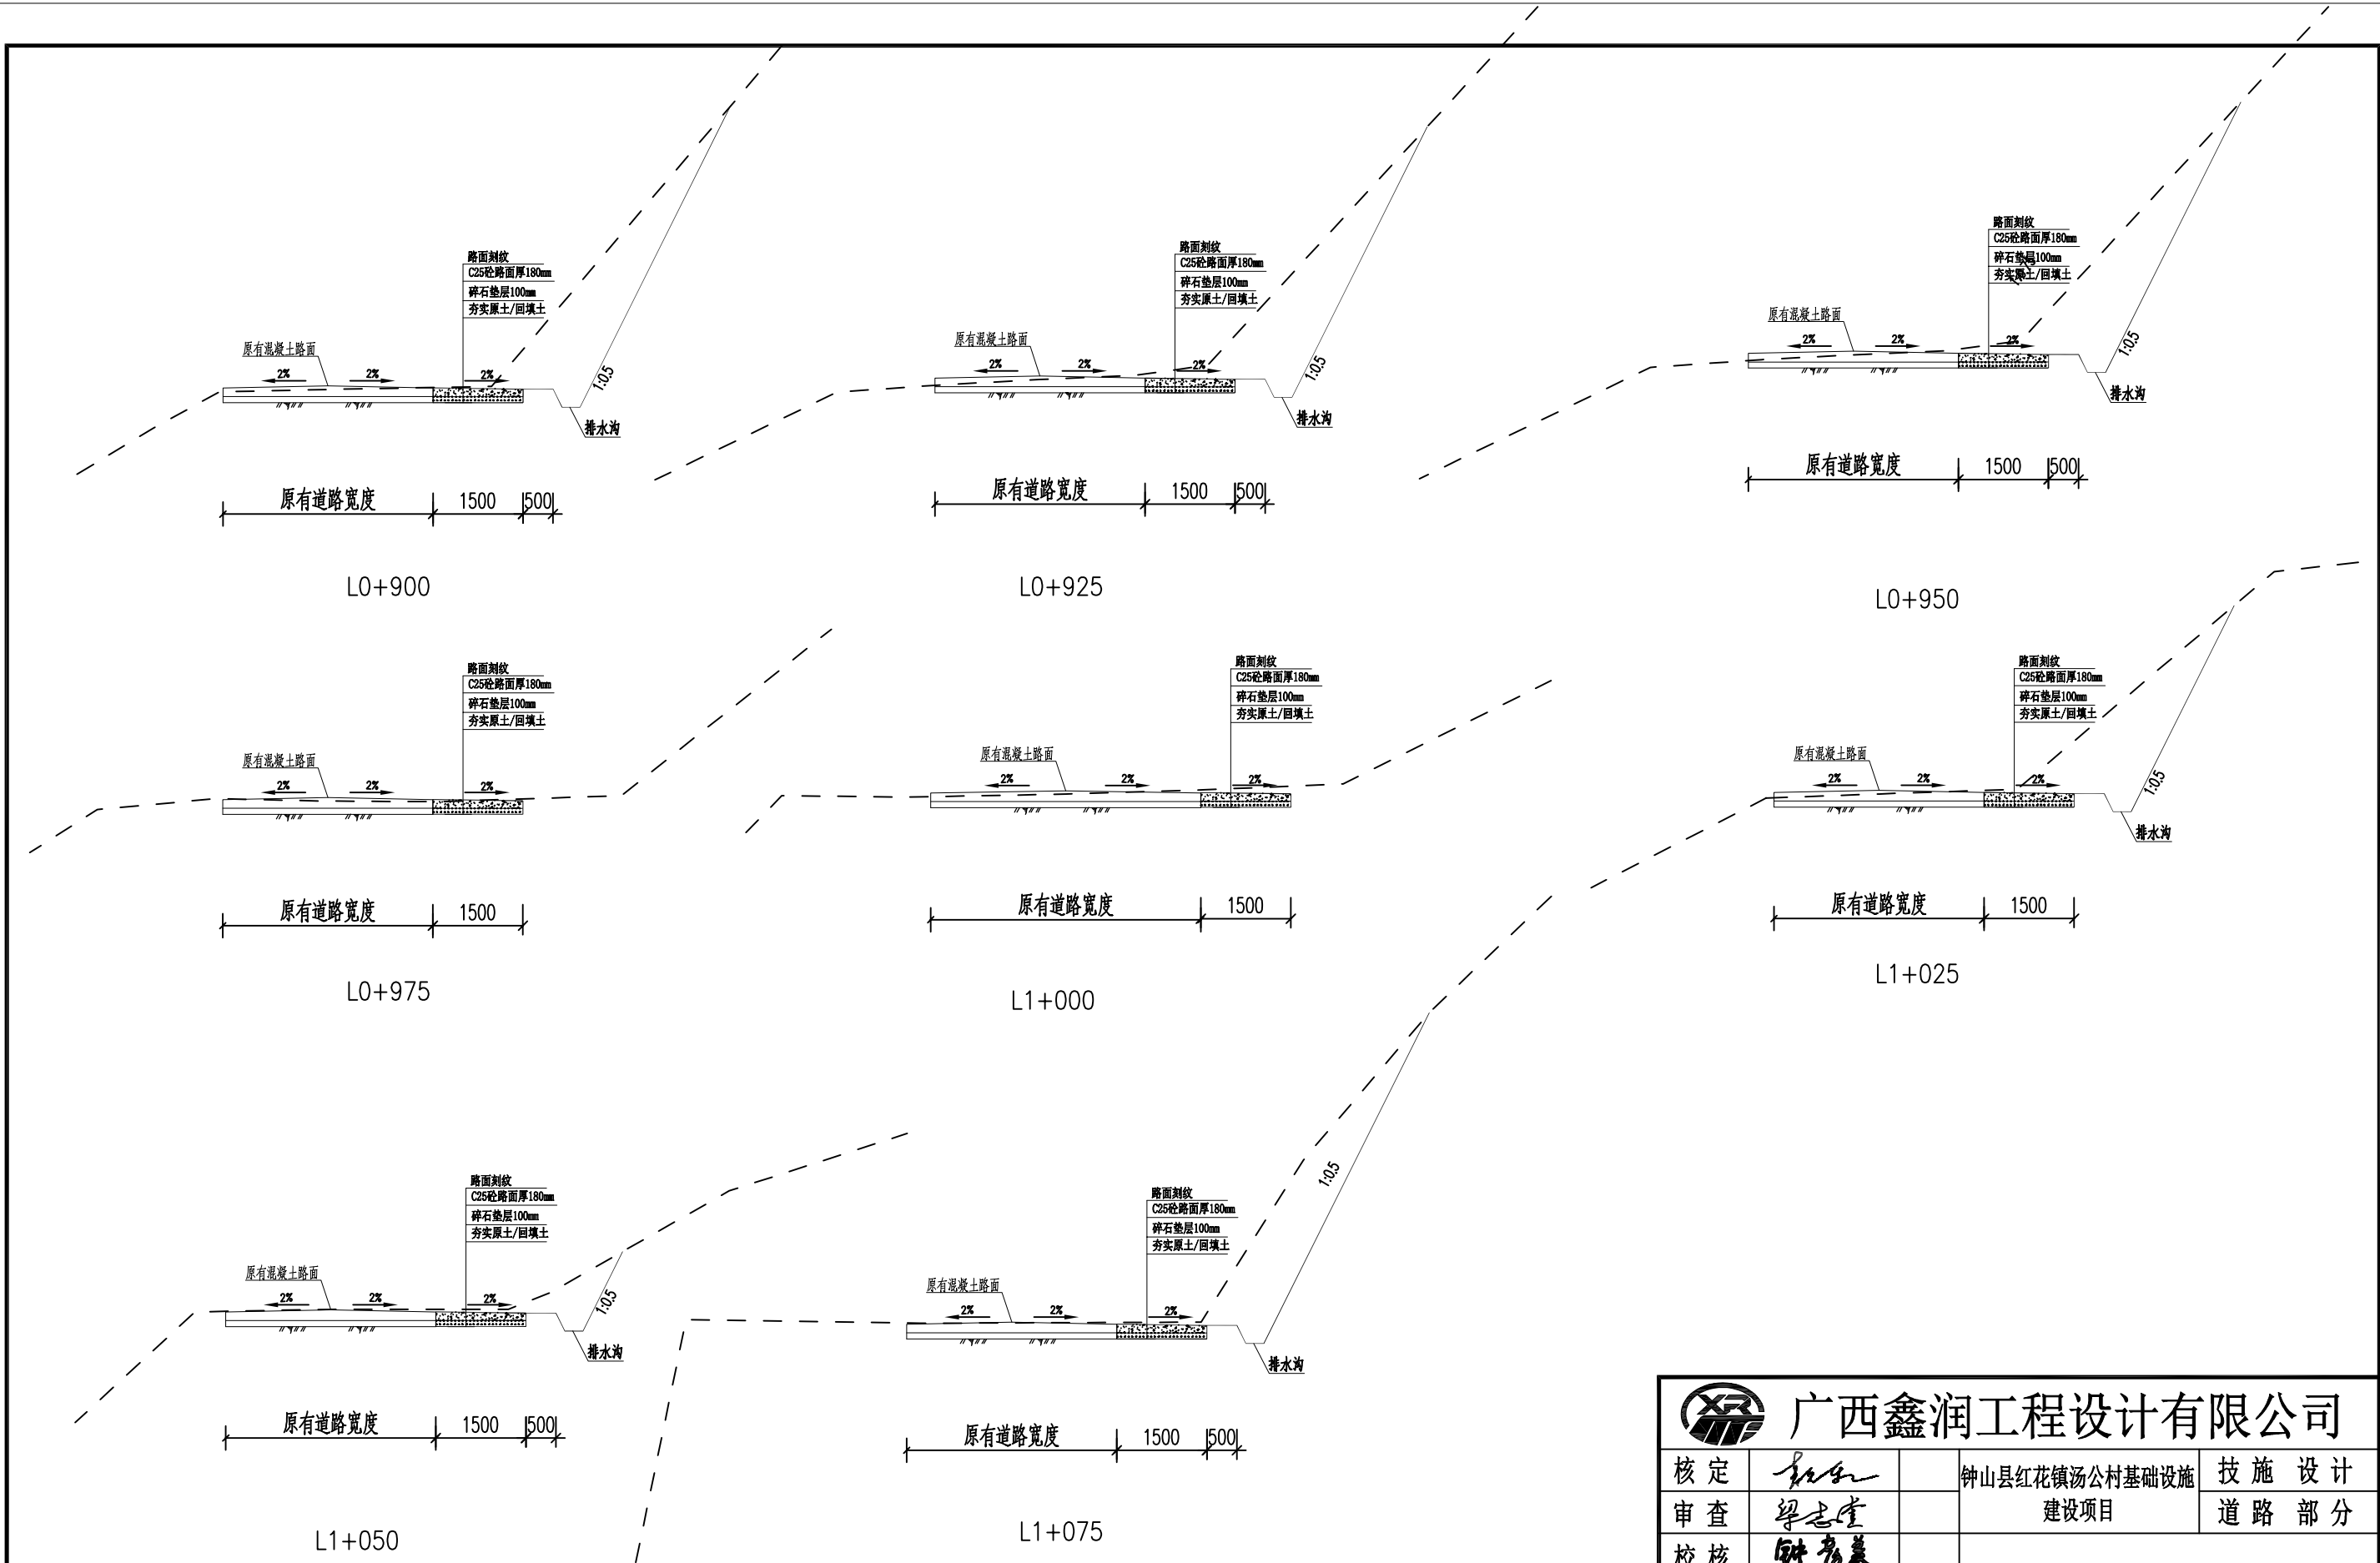 路面刻纹
C25砼路面厚180mm
碎石垫层100mm
夯实原土/回填土
原有混凝土路面
2%
2%
2%
1:0.5
排水沟
原有道路宽度
1500
500
L0+900
路面刻纹
C25砼路面厚180mm
碎石垫层100mm
夯实原土/回填土
原有混凝土路面
2%
2%
2%
1:0.5
排水沟
原有道路宽度
1500
500
L0+925
路面刻纹
C25砼路面厚180mm
碎石垫层100mm
夯实原土/回填土
原有混凝土路面
2%
2%
2%
1:0.5
排水沟
原有道路宽度
1500
500
L0+950
路面刻纹
C25砼路面厚180mm
碎石垫层100mm
夯实原土/回填土
原有混凝土路面
2%
2%
2%
原有道路宽度
1500
L0+975
路面刻纹
C25砼路面厚180mm
碎石垫层100mm
夯实原土/回填土
原有混凝土路面
2%
2%
2%
原有道路宽度
1500
L1+000
路面刻纹
C25砼路面厚180mm
碎石垫层100mm
夯实原土/回填土
原有混凝土路面
2%
2%
2%
1:0.5
排水沟
原有道路宽度
1500
L1+025
路面刻纹
C25砼路面厚180mm
碎石垫层100mm
夯实原土/回填土
原有混凝土路面
2%
2%
2%
1:0.5
排水沟
原有道路宽度
1500
500
L1+050
路面刻纹
C25砼路面厚180mm
碎石垫层100mm
夯实原土/回填土
原有混凝土路面
2%
2%
2%
1:0.5
排水沟
原有道路宽度
1500
500
L1+075
XR
广西鑫润工程设计有限公司
核定
钟山县红花镇汤公村基础设施
建设项目
技施 设计
审查
道路 部分
校核